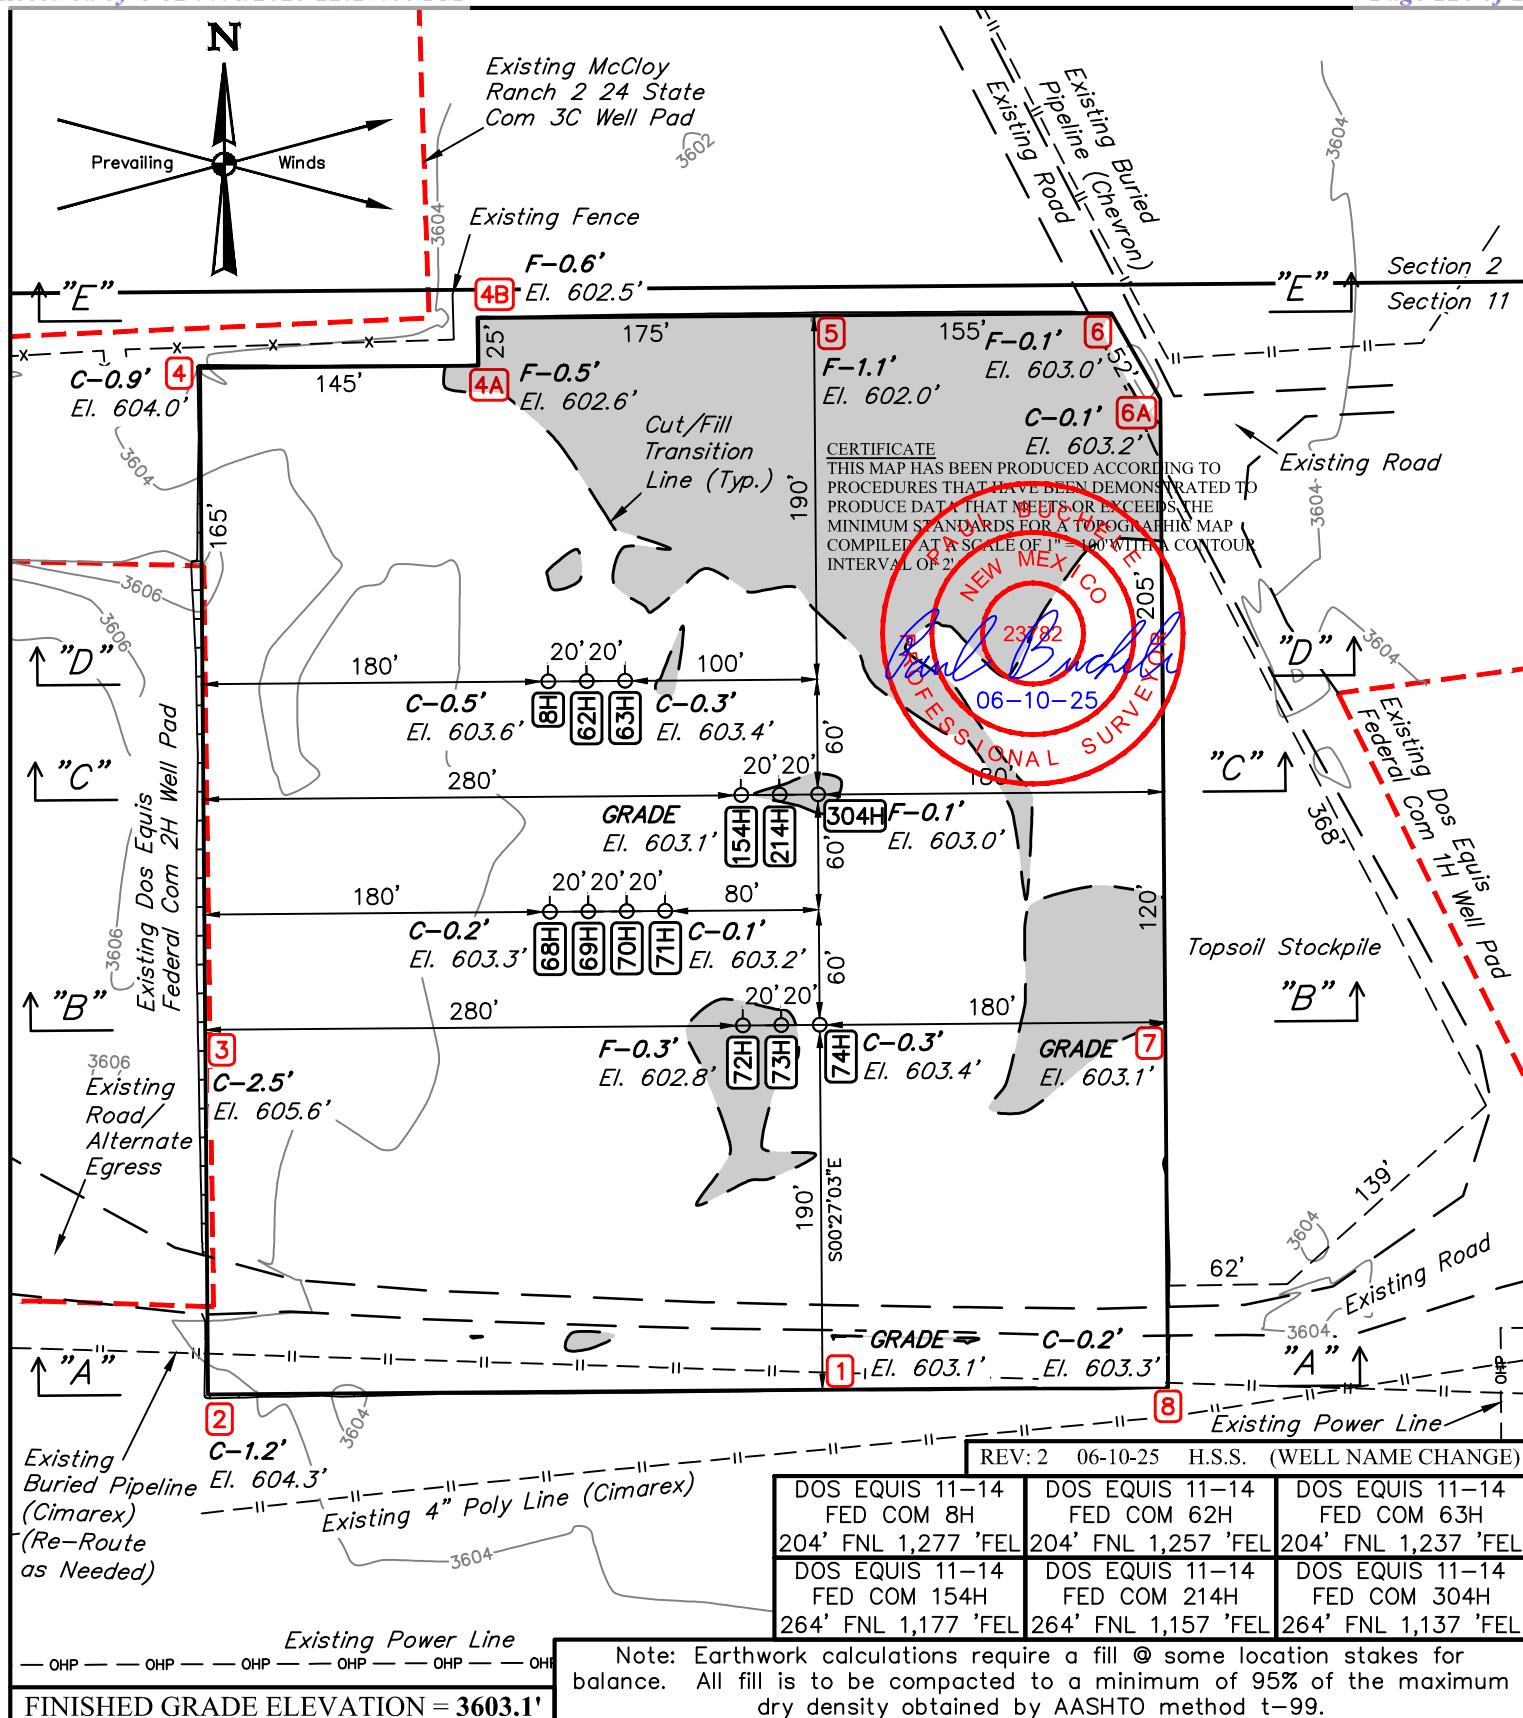 N
Prevailing
Winds
Existing McCloy
Ranch 2 24 State
Com 3C Well Pad
3602
3604
Existing Fence
Existing Buried
Pipeline (Chevron)
Existing Road
3604
"E"
4B
F-0.6'
El. 602.5'
"E"
Section 2
Section 11
25'
175'
5
155'
6
52'
F-0.1'
El. 603.0'
C-0.9'
El. 604.0'
4
145'
4A
F-0.5'
El. 602.6'
F-1.1'
El. 602.0'
6A
C-0.1'
El. 603.2'
Cut/Fill
Transition
Line (Typ.)
Existing Road
3604
3604
CERTIFICATE
THIS MAP HAS BEEN PRODUCED ACCORDING TO
PROCEDURES THAT HAVE BEEN DEMONSTRATED TO
PRODUCE DATA THAT MEETS OR EXCEEDS THE
MINIMUM STANDARDS FOR A TOPOGRAPHIC MAP
COMPILED AT A SCALE OF 1" = 100' WITH A CONTOUR
INTERVAL OF 2'
PAUL BUCHELE
NEW MEXICO
23782
PROFESSIONAL SURVEYOR
Paul Buchele
06-10-25
165'
190'
205'
3606
3606
3604
"D"
"D"
180'
20'
20'
100'
8H
62H
63H
C-0.5'
El. 603.6'
C-0.3'
El. 603.4'
60'
"C"
"C"
280'
20'
20'
180'
GRADE
El. 603.1'
154H
214H
304H
F-0.1'
El. 603.0'
60'
Existing Dos Equis
Federal Com 2H Well Pad
Existing Dos Equis
Federal Com 1H Well Pad
368'
180'
20'
20'
20'
80'
C-0.2'
El. 603.3'
68H
69H
70H
71H
C-0.1'
El. 603.2'
60'
120'
3606
Topsoil Stockpile
"B"
"B"
280'
20'
20'
180'
3
C-2.5'
El. 605.6'
F-0.3'
El. 602.8'
72H
73H
74H
C-0.3'
El. 603.4'
GRADE
El. 603.1'
7
3606
Existing
Road/
Alternate
Egress
190'
S00°27'03"E
139'
62'
3604
Existing Road
3604
"A"
"A"
1
GRADE
El. 603.1'
C-0.2'
El. 603.3'
OHP
2
C-1.2'
El. 604.3'
3604
8
Existing Power Line
Existing
Buried Pipeline
(Cimarex)
(Re-Route
as Needed)
Existing 4" Poly Line (Cimarex)
3604
REV: 2 06-10-25 H.S.S. (WELL NAME CHANGE)
DOS EQUIS 11-14
FED COM 8H
204' FNL 1,277 'FEL
DOS EQUIS 11-14
FED COM 62H
204' FNL 1,257 'FEL
DOS EQUIS 11-14
FED COM 63H
204' FNL 1,237 'FEL
DOS EQUIS 11-14
FED COM 154H
264' FNL 1,177 'FEL
DOS EQUIS 11-14
FED COM 214H
264' FNL 1,157 'FEL
DOS EQUIS 11-14
FED COM 304H
264' FNL 1,137 'FEL
Existing Power Line
OHP OHP OHP OHP OHP OHP
Note: Earthwork calculations require a fill @ some location stakes for
balance. All fill is to be compacted to a minimum of 95% of the maximum
dry density obtained by AASHTO method t-99.
FINISHED GRADE ELEVATION = 3603.1'